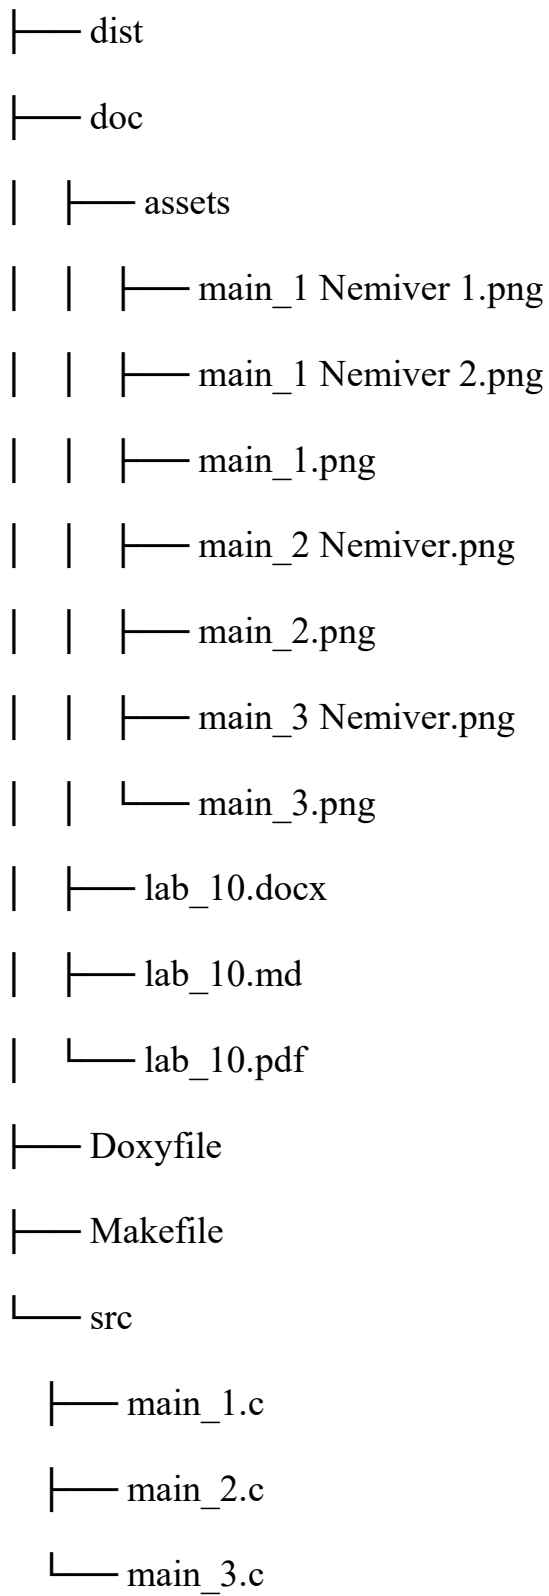 ├── dist
├── doc
│ ├── assets
│ │ ├── main_1 Nemiver 1.png
│ │ ├── main_1 Nemiver 2.png
│ │ ├── main_1.png
│ │ ├── main_2 Nemiver.png
│ │ ├── main_2.png
│ │ ├── main_3 Nemiver.png
│ │ └── main_3.png
│ ├── lab_10.docx
│ ├── lab_10.md
│ └── lab_10.pdf
├── Doxyfile
├── Makefile
└── src
├── main_1.c
├── main_2.c
└── main_3.c